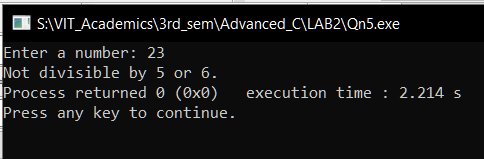 S:\VIT_Academics\3rd_sem\Advanced_C\LAB2\Qn5.exe
Enter a number: 23
Not divisible by 5 or 6.
Process returned 0 (0x0)   execution time : 2.214 s
Press any key to continue.